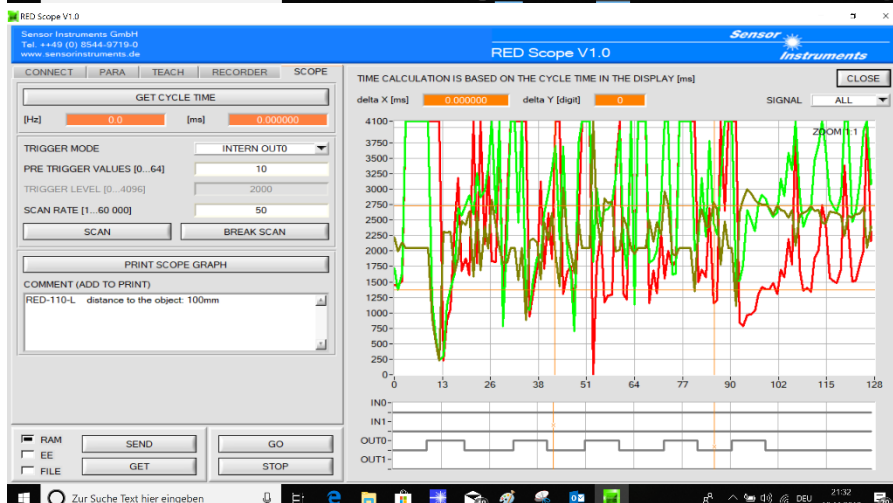 RED Scope V1.0
Sensor Instruments GmbH
Tel. ++49 (0) 8544-9719-0
www.sensorinstruments.de
RED Scope V1.0
Sensor
Instruments
CONNECT PARA TEACH RECORDER SCOPE
GET CYCLE TIME
[Hz] 0.0 [ms] 0.000000
TRIGGER MODE INTERN OUT0
PRE TRIGGER VALUES [0...64] 10
TRIGGER LEVEL [0...4096] 2000
SCAN RATE [1...60 000] 50
SCAN BREAK SCAN
PRINT SCOPE GRAPH
COMMENT (ADD TO PRINT)
RED-110-L distance to the object: 100mm
RAM
EE
FILE
SEND GO
GET STOP
TIME CALCULATION IS BASED ON THE CYCLE TIME IN THE DISPLAY [ms] CLOSE
delta X [ms] 0.000000 delta Y [digit] 0 SIGNAL ALL
ZOOM 1:1
4100-
3750-
3500-
3250-
3000-
2750-
2500-
2250-
2000-
1750-
1500-
1250-
1000-
750-
500-
250-
0-
0 13 26 38 51 64 77 90 102 115 128
IN0-
IN1-
OUT0-
OUT1-
Zur Suche Text hier eingeben
DEU
21:32